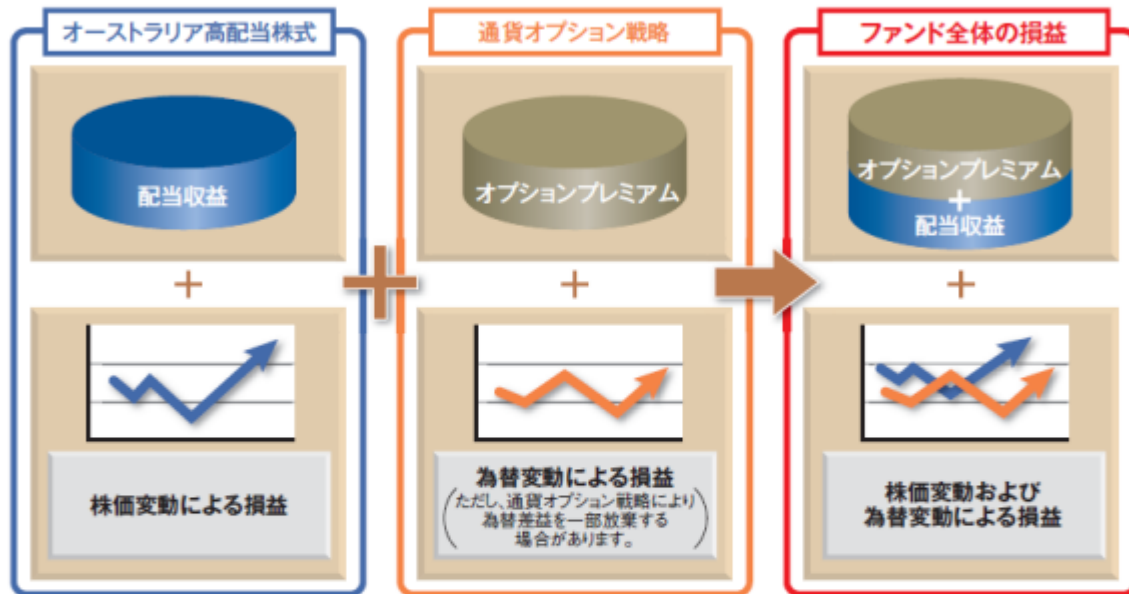 オーストラリア高配当株式
配当収益
+
株価変動による損益
+
通貨オプション戦略
オプションプレミアム
+
為替変動による損益
(ただし、通貨オプション戦略により
為替差益を一部放棄する
場合があります。)
ファンド全体の損益
オプションプレミアム
+
配当収益
+
株価変動および
為替変動による損益